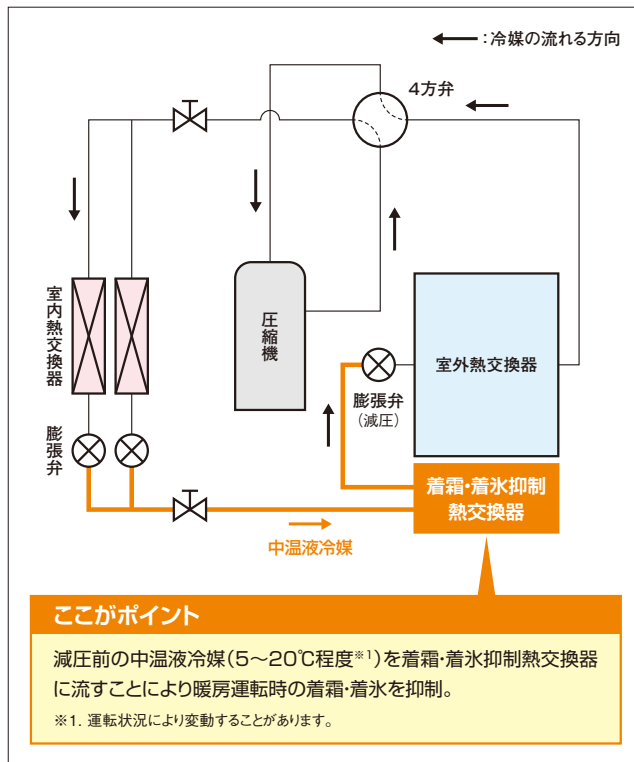 ：冷媒の流れる方向
4方弁
室内熱交換器
圧縮機
室外熱交換器
膨張弁
（減圧）
膨張弁
着霜・着氷抑制
熱交換器
中温液冷媒
ここがポイント
減圧前の中温液冷媒（5～20℃程度※1）を着霜・着氷抑制熱交換器
に流すことにより暖房運転時の着霜・着氷を抑制。
※1. 運転状況により変動することがあります。